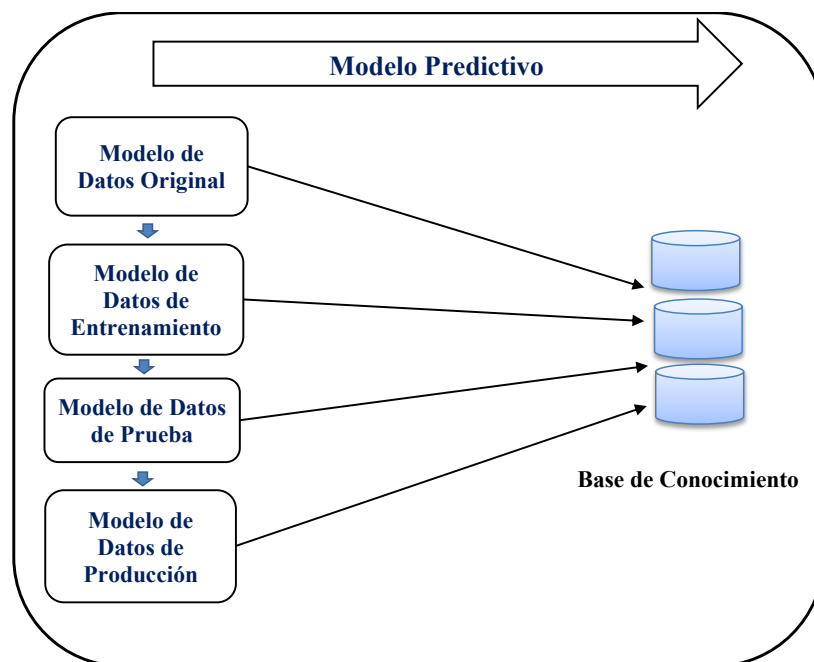 Modelo Predictivo
Modelo de
Datos Original
Modelo de
Datos de
Entrenamiento
Modelo de Datos
de Prueba
Modelo de
Datos de
Producción
Base de Conocimiento